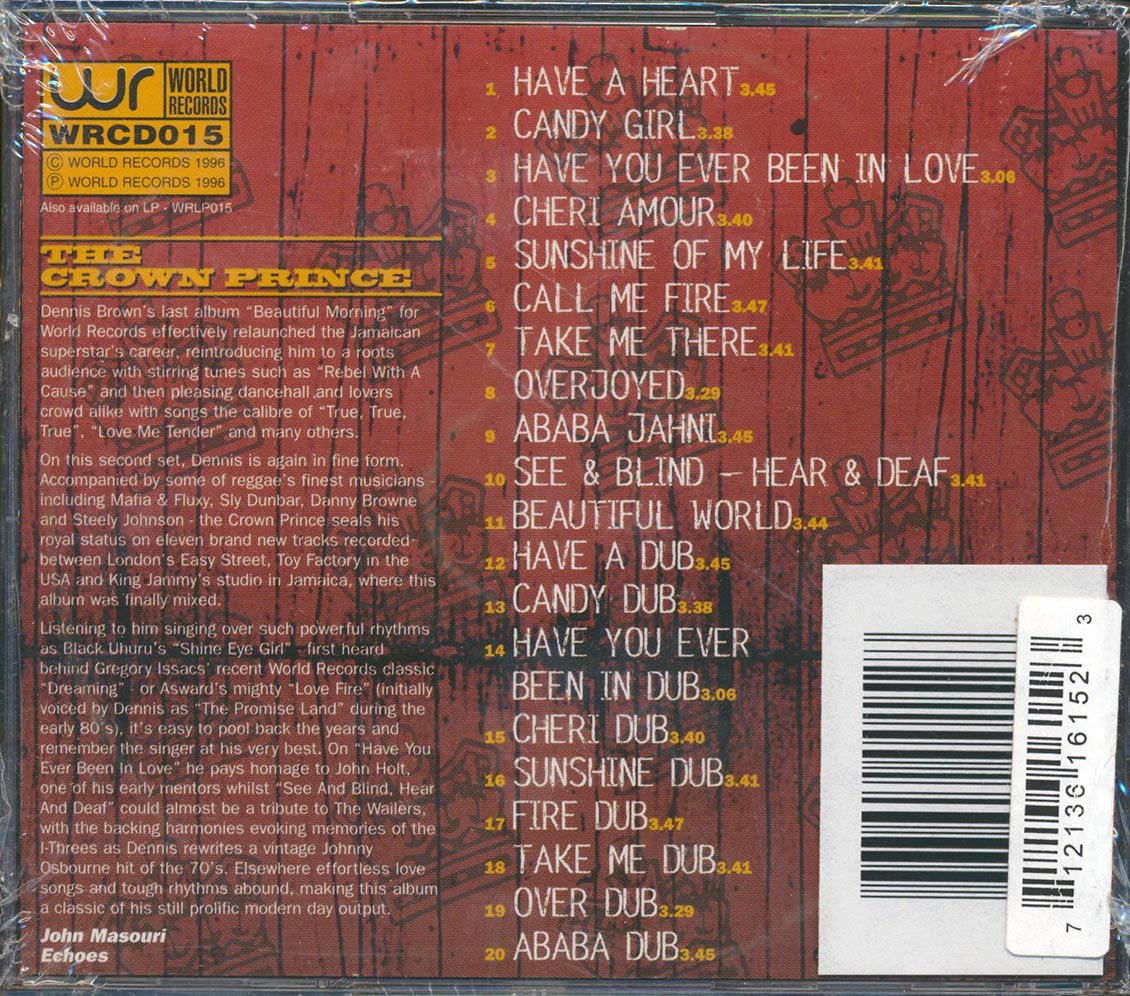 wr WORLD
RECORDS
WRCD015
© WORLD RECORDS 1996
℗ WORLD RECORDS 1996
Also available on LP - WRLP015
THE
CROWN PRINCE
Dennis Brown's last album “Beautiful Morning” for
World Records effectively relaunched the Jamaican
superstar's career, reintroducing him to a roots
audience with stirring tunes such as “Rebel With A
Cause” and then pleasing dancehall and lovers
crowd alike with songs the calibre of “True, True,
True”, “Love Me Tender” and many others.
On this second set, Dennis is again in fine form.
Accompanied by some of reggae's finest musicians -
including Mafia & Fluxy, Sly Dunbar, Danny Browne
and Steely Johnson - the Crown Prince seals his
royal status on eleven brand new tracks recorded
between London's Easy Street, Toy Factory in the
USA and King Jammy's studio in Jamaica, where this
album was finally mixed.
Listening to him singing over such powerful rhythms
as Black Uhuru's “Shine Eye Girl” - first heard
behind Gregory Issacs' recent World Records classic
“Dreaming” - or Asward's mighty “Love Fire” (initially
voiced by Dennis as “The Promise Land” during the
early 80's), it's easy to pool back the years and
remember the singer at his very best. On “Have You
Ever Been In Love” he pays homage to John Holt,
one of his early mentors whilst “See And Blind, Hear
And Deaf” could almost be a tribute to The Wailers,
with the backing harmonies evoking memories of the
I-Threes as Dennis rewrites a vintage Johnny
Osbourne hit of the 70's. Elsewhere effortless love
songs and tough rhythms abound, making this album
a classic of his still prolific modern day output.
John Masouri
Echoes
1 HAVE A HEART 3.45
2 CANDY GIRL 3.38
3 HAVE YOU EVER BEEN IN LOVE 3.06
4 CHERI AMOUR 3.40
5 SUNSHINE OF MY LIFE 3.41
6 CALL ME FIRE 3.47
7 TAKE ME THERE 3.41
8 OVERJOYED 3.29
9 ABABA JAHNI 3.45
10 SEE & BLIND – HEAR & DEAF 3.41
11 BEAUTIFUL WORLD 3.44
12 HAVE A DUB 3.45
13 CANDY DUB 3.38
14 HAVE YOU EVER
BEEN IN DUB 3.06
15 CHERI DUB 3.40
16 SUNSHINE DUB 3.41
17 FIRE DUB 3.47
18 TAKE ME DUB 3.41
19 OVER DUB 3.29
20 ABABA DUB 3.45
7 12136 16152 3